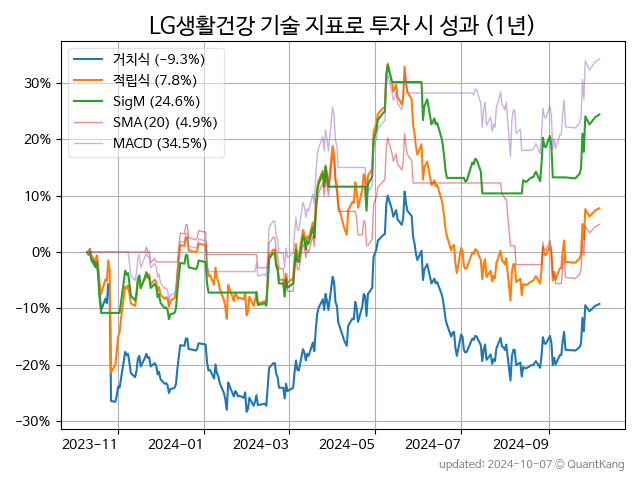 LG생활건강 기술 지표로 투자 시 성과 (1년)
거치식 (−9.3%)
적립식 (7.8%)
SigM (24.6%)
SMA(20) (4.9%)
MACD (34.5%)
30%
20%
10%
0%
−10%
−20%
−30%
2023−11
2024−01
2024−03
2024−05
2024−07
2024−09
updated: 2024-10-07 © QuantKang